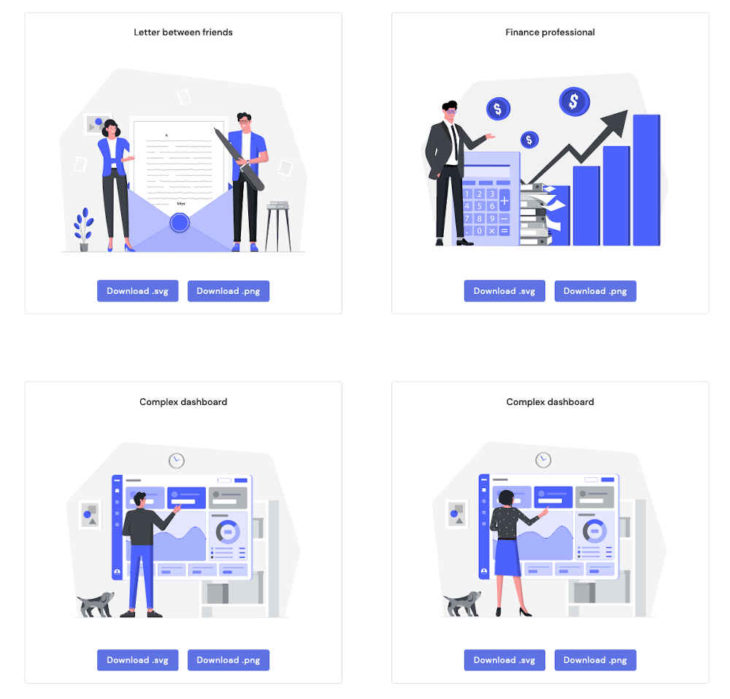 Letter between friends
Finance professional
$
$
$
1 2 3 +
4 5 6
7 8 9 −
. 0 × =
Download .svg
Download .png
Download .svg
Download .png
Complex dashboard
Complex dashboard
Download .svg
Download .png
Download .svg
Download .png